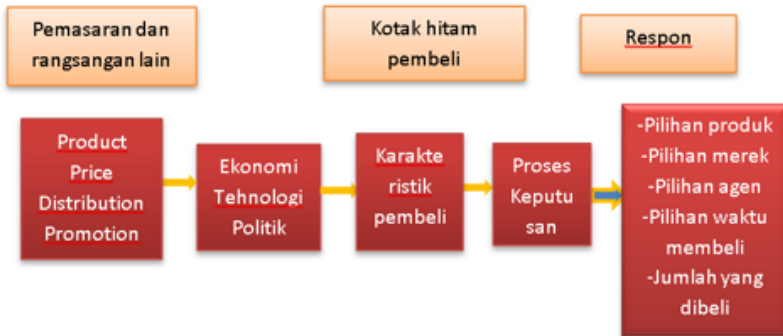 Pemasaran dan
rangsangan lain
Kotak hitam
pembeli
Respon
Product
Price
Distribution
Promotion
Ekonomi
Tehnologi
Politik
Karakte
ristik
pembeli
Proses
Keputu
san
-Pilihan produk
-Pilihan merek
-Pilihan agen
-Pilihan waktu
membeli
-Jumlah yang
dibeli